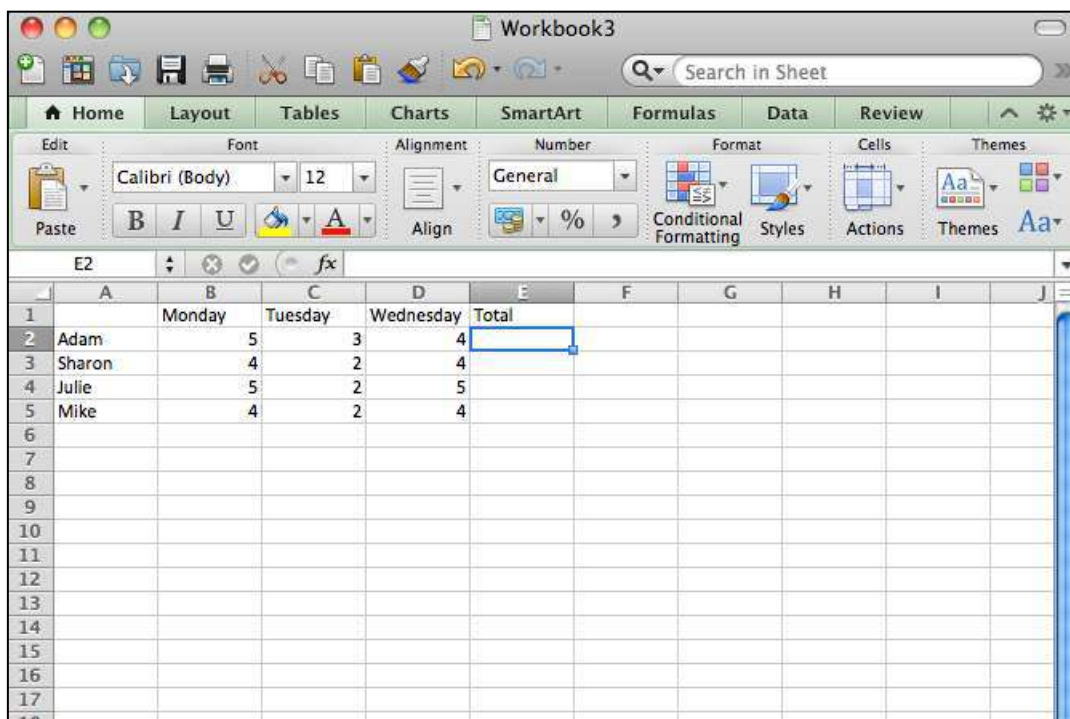 Workbook3
Search in Sheet
Home Layout Tables Charts SmartArt Formulas Data Review
Edit Font Alignment Number Format Cells Themes
Calibri (Body) 12 General Aa
Paste B I U A Align % , Conditional Formatting Styles Actions Themes Aa
E2 fx
A B C D E F G H I J
1 Monday Tuesday Wednesday Total
2 Adam 5 3 4
3 Sharon 4 2 4
4 Julie 5 2 5
5 Mike 4 2 4
6
7
8
9
10
11
12
13
14
15
16
17